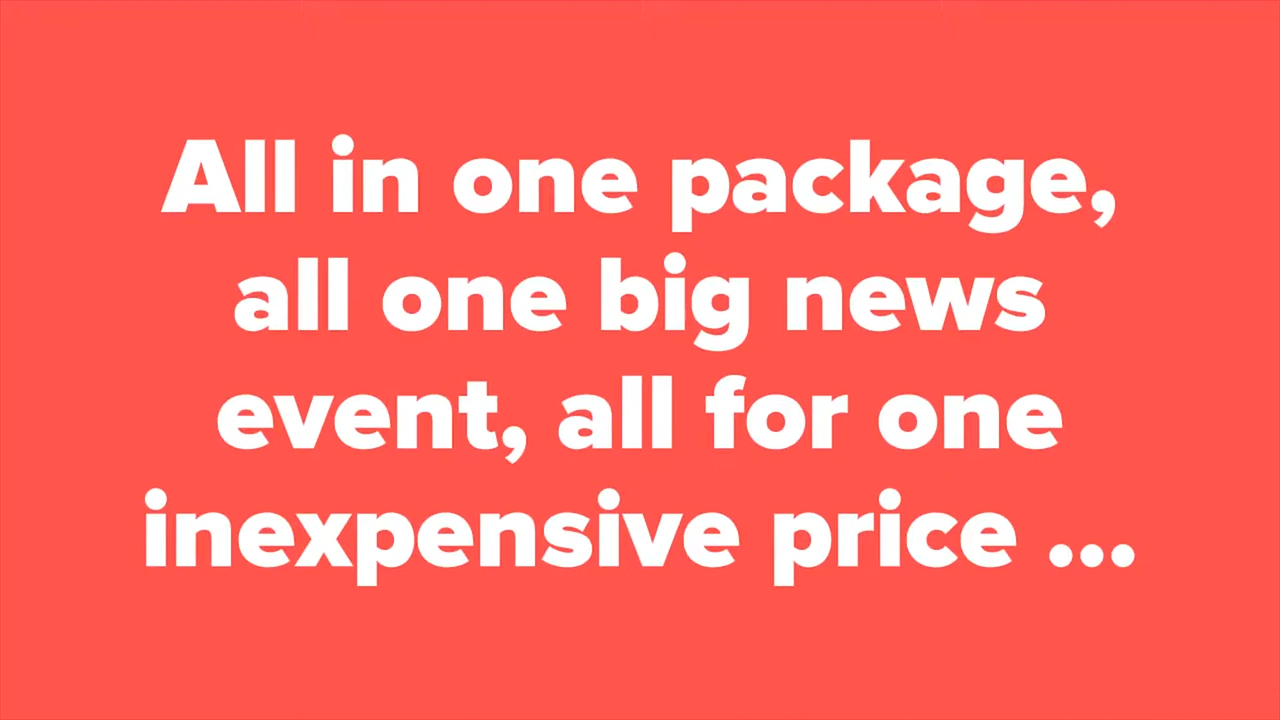 All in one package,
all one big news
event, all for one
inexpensive price ...